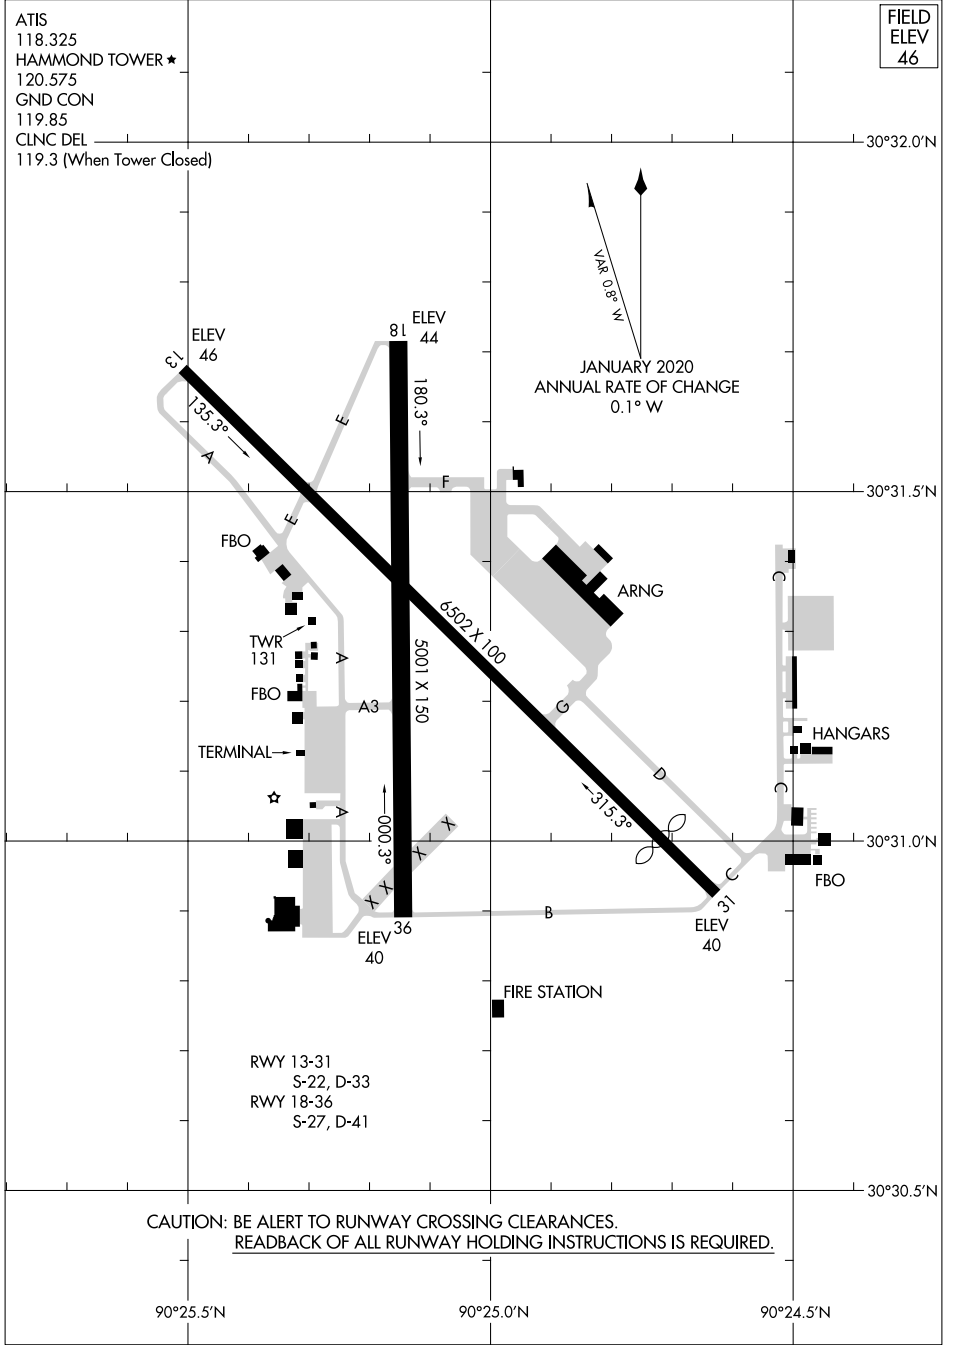 ATIS
118.325
HAMMOND TOWER ★
120.575
GND CON
119.85
CLNC DEL
119.3 (When Tower Closed)
FIELD
ELEV
46
30°32.0'N
VAR 0.8° W
JANUARY 2020
ANNUAL RATE OF CHANGE
0.1° W
13
ELEV
46
135.3°
18
ELEV
44
180.3°
A
E
E
F
30°31.5'N
FBO
ARNG
C
TWR
131
A
6502 X 100
5001 X 150
FBO
A3
G
TERMINAL
HANGARS
D
C
A
000.3°
315.3°
X
X
X
X
30°31.0'N
C
FBO
B
36
ELEV
40
31
ELEV
40
FIRE STATION
RWY 13-31
S-22, D-33
RWY 18-36
S-27, D-41
30°30.5'N
CAUTION: BE ALERT TO RUNWAY CROSSING CLEARANCES.
READBACK OF ALL RUNWAY HOLDING INSTRUCTIONS IS REQUIRED.
90°25.5'N
90°25.0'N
90°24.5'N